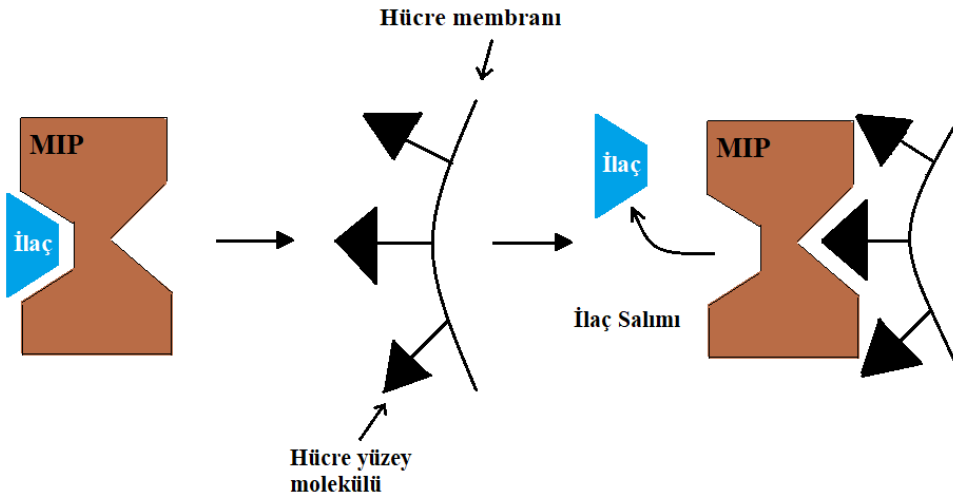 Hücre membranı
MIP
İlaç
Hücre yüzey
molekülü
İlaç
MIP
İlaç Salımı